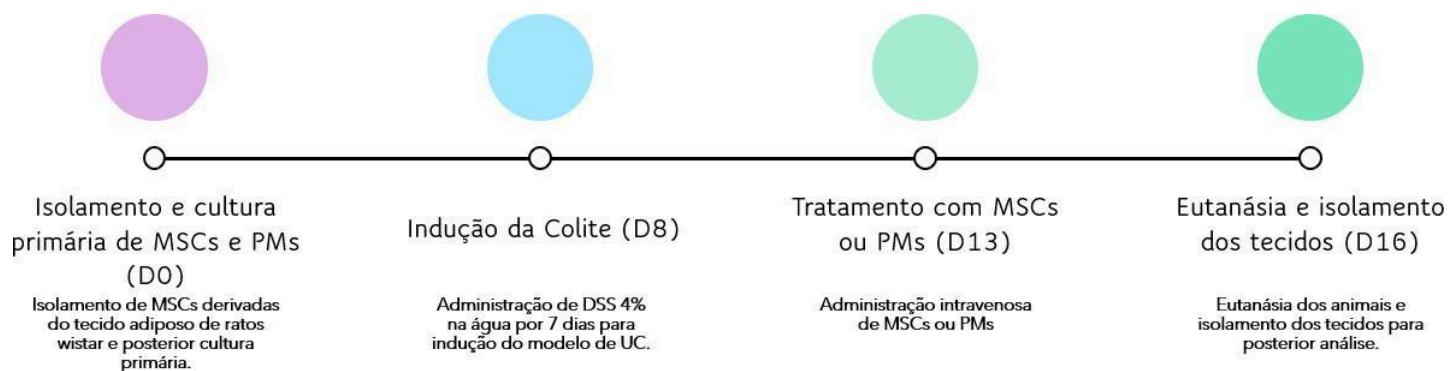 Isolamento e cultura
primária de MSCs e PMs
(D0)
Isolamento de MSCs derivadas
do tecido adiposo de ratos
wistar e posterior cultura
primária.
Indução da Colite (D8)
Administração de DSS 4%
na água por 7 dias para
indução do modelo de UC.
Tratamento com MSCs
ou PMs (D13)
Administração intravenosa
de MSCs ou PMs
Eutanásia e isolamento
dos tecidos (D16)
Eutanásia dos animais e
isolamento dos tecidos para
posterior análise.